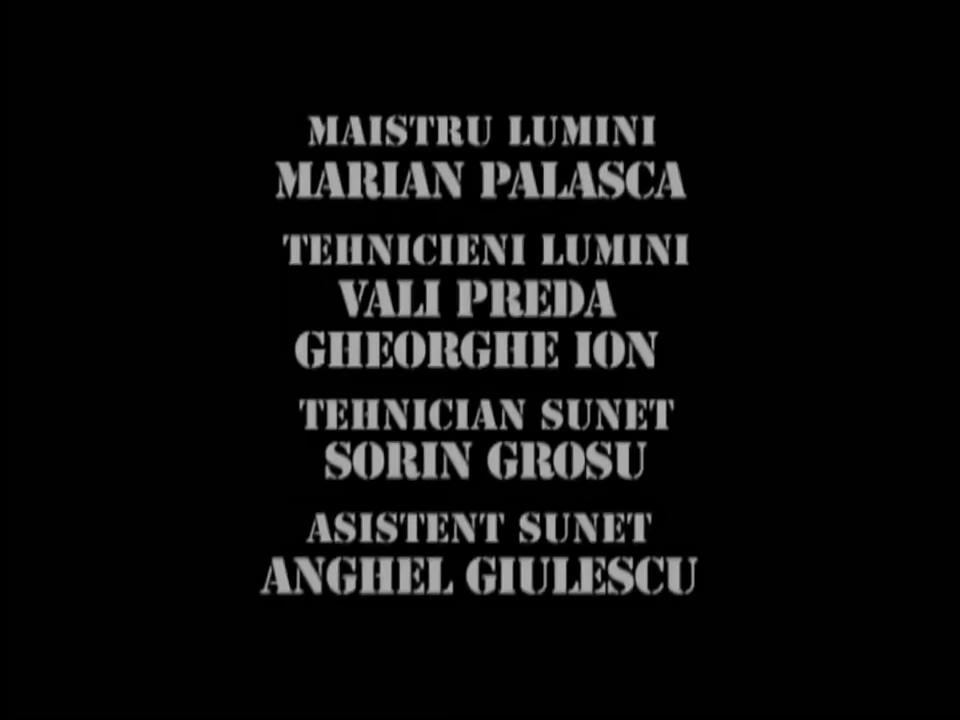 MAISTRU LUMINI
MARIAN PALASCA
TEHNICIENI LUMINI
VALI PREDA
GHEORGHE ION
TEHNICIAN SUNET
SORIN GROSU
ASISTENT SUNET
ANGHEL GIULESCU